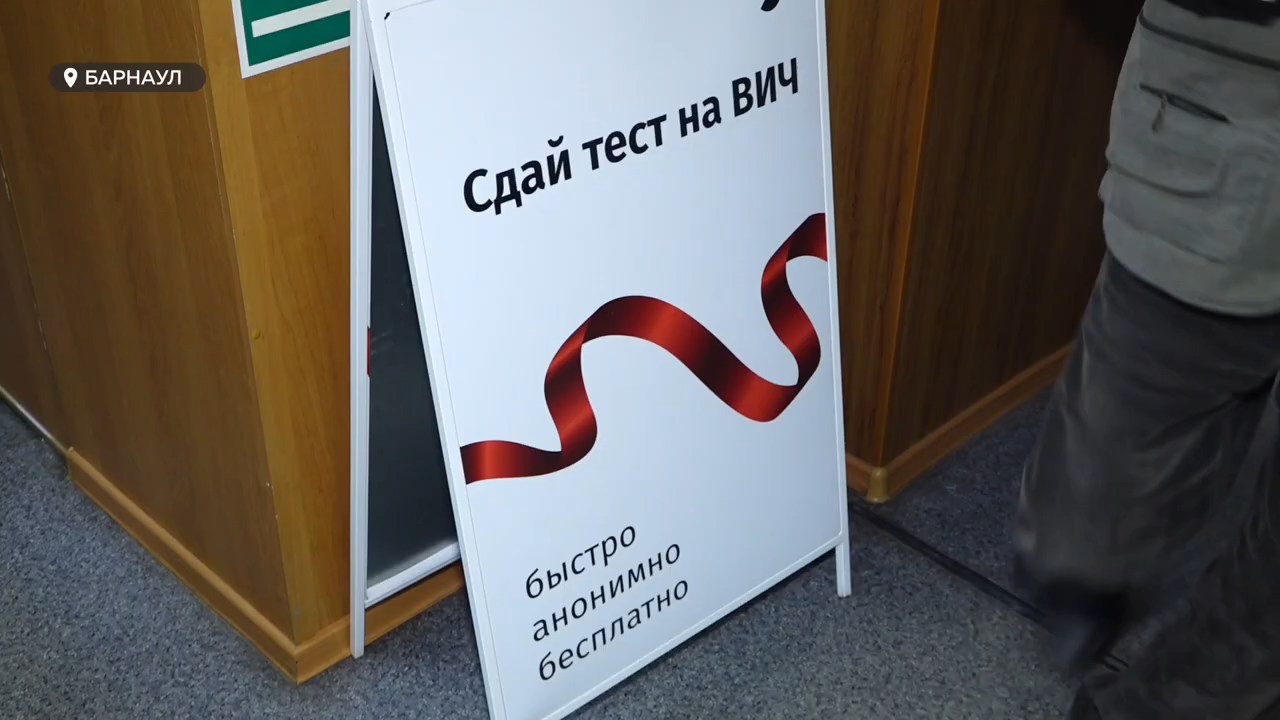 БАРНАУЛ
Сдай тест на ВИЧ
быстро
анонимно
бесплатно